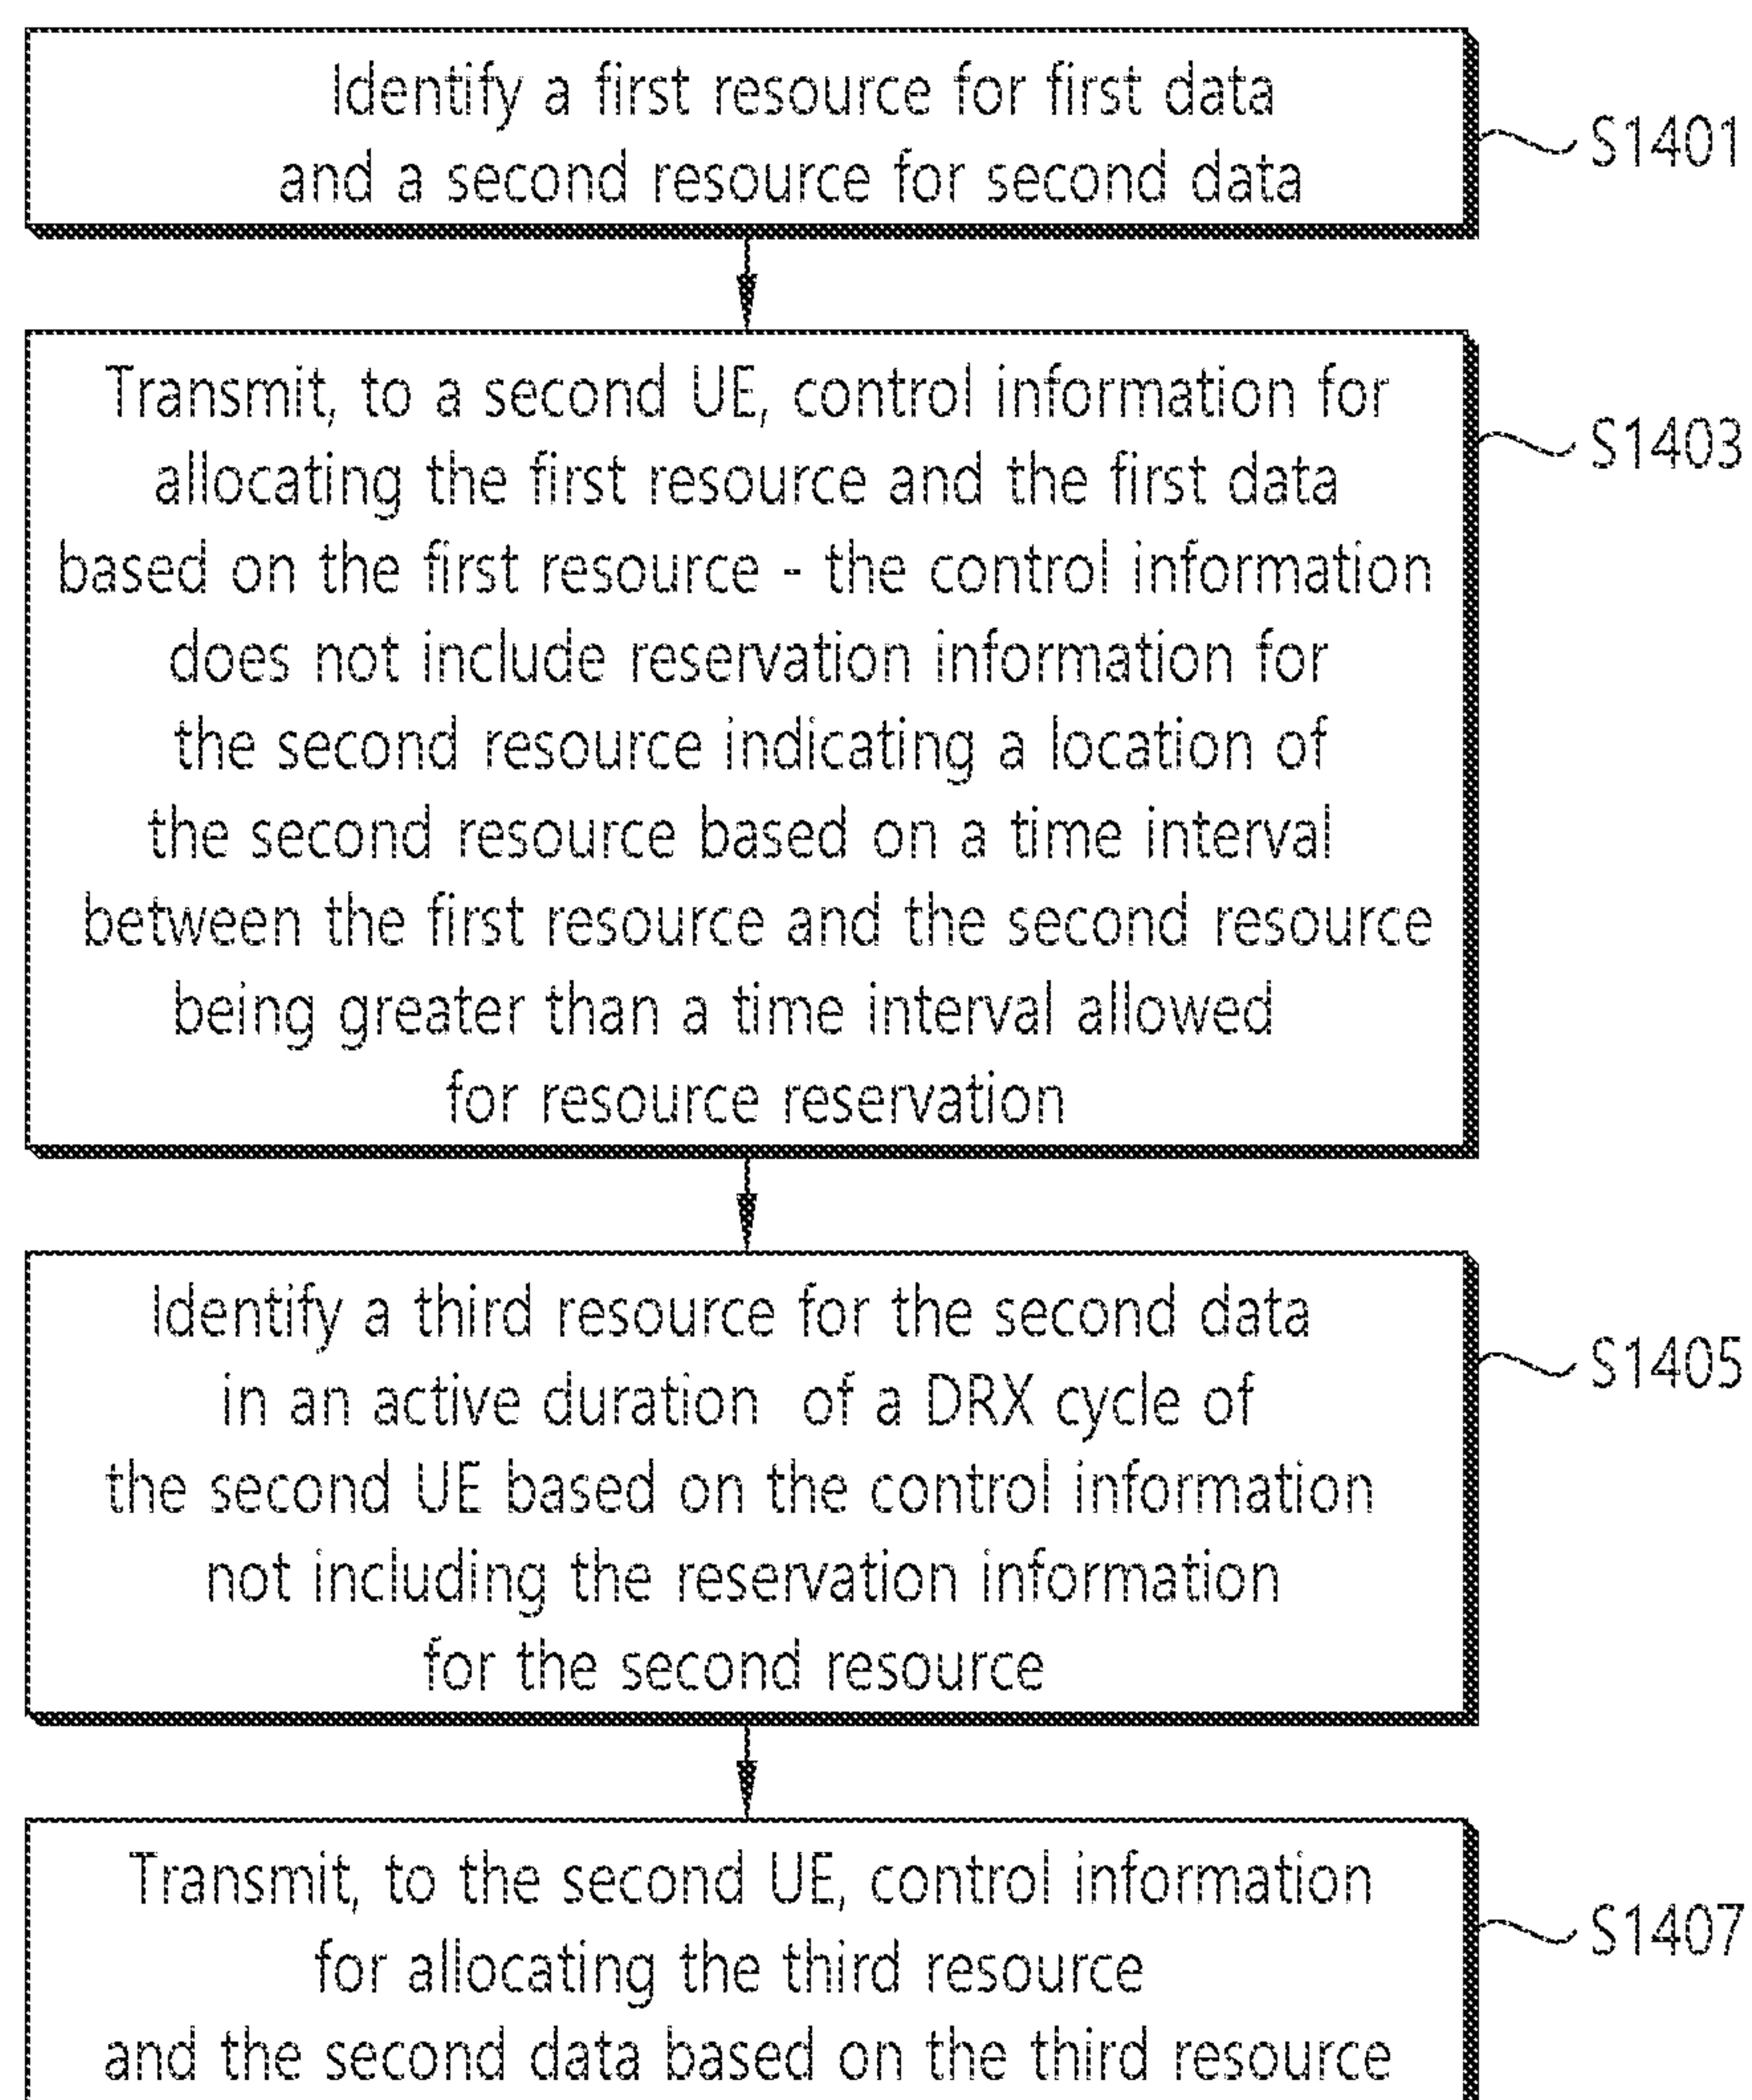 Identify a first resource for first data
and a second resource for second data
S1401
Transmit, to a second UE, control information for
allocating the first resource and the first data
based on the first resource - the control information
does not include reservation information for
the second resource indicating a location of
the second resource based on a time interval
between the first resource and the second resource
being greater than a time interval allowed
for resource reservation
S1403
Identify a third resource for the second data
in an active duration of a DRX cycle of
the second UE based on the control information
not including the reservation information
for the second resource
S1405
Transmit, to the second UE, control information
for allocating the third resource
and the second data based on the third resource
S1407